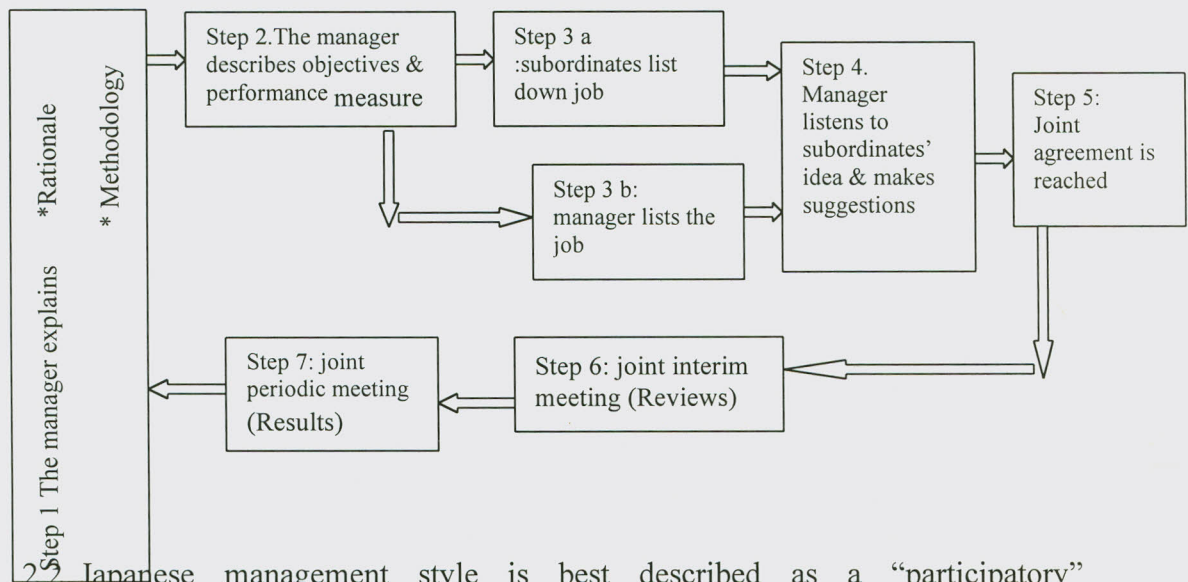 Step 1 The manager explains *Rationale
* Methodology
Step 2.The manager
describes objectives &
performance measure
Step 3 a
:subordinates list
down job
Step 3 b:
manager lists the
job
Step 4.
Manager
listens to
subordinates’
idea & makes
suggestions
Step 5:
Joint
agreement is
reached
Step 6: joint interim
meeting (Reviews)
Step 7: joint
periodic meeting
(Results)
2.2 Japanese management style is best described as a “participatory”